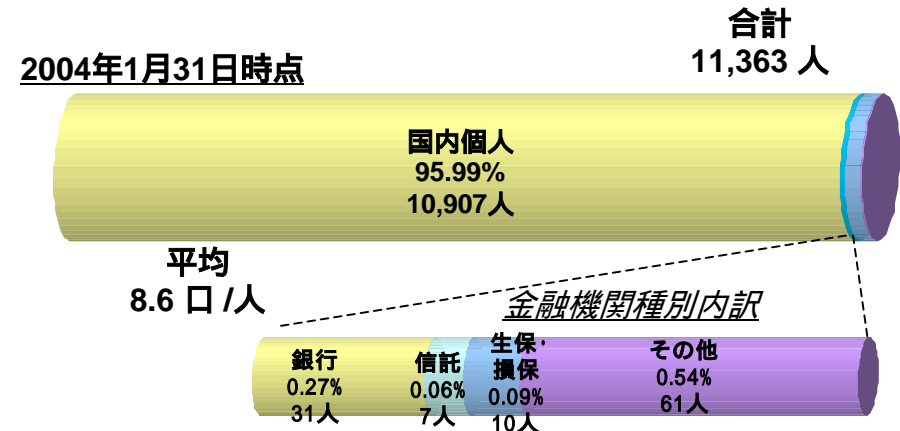 合計
11,363 人
2004年1月31日時点
国内個人
95.99%
10,907人
平均
8.6 口 /人
金融機関種別内訳
銀行
0.27%
31人
信託
0.06%
7人
生保・
損保
0.09%
10人
その他
0.54%
61人